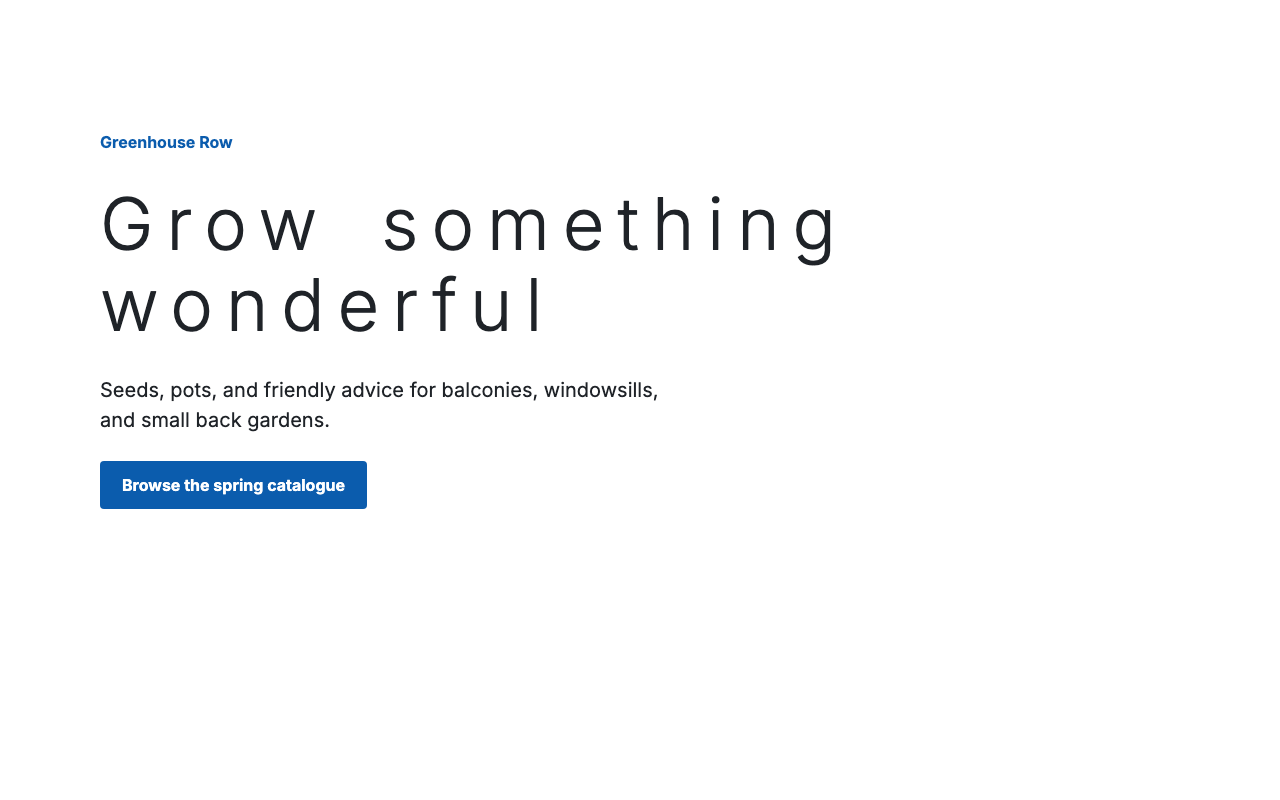 Greenhouse Row
Grow something
wonderful
Seeds, pots, and friendly advice for balconies, windowsills,
and small back gardens.
Browse the spring catalogue